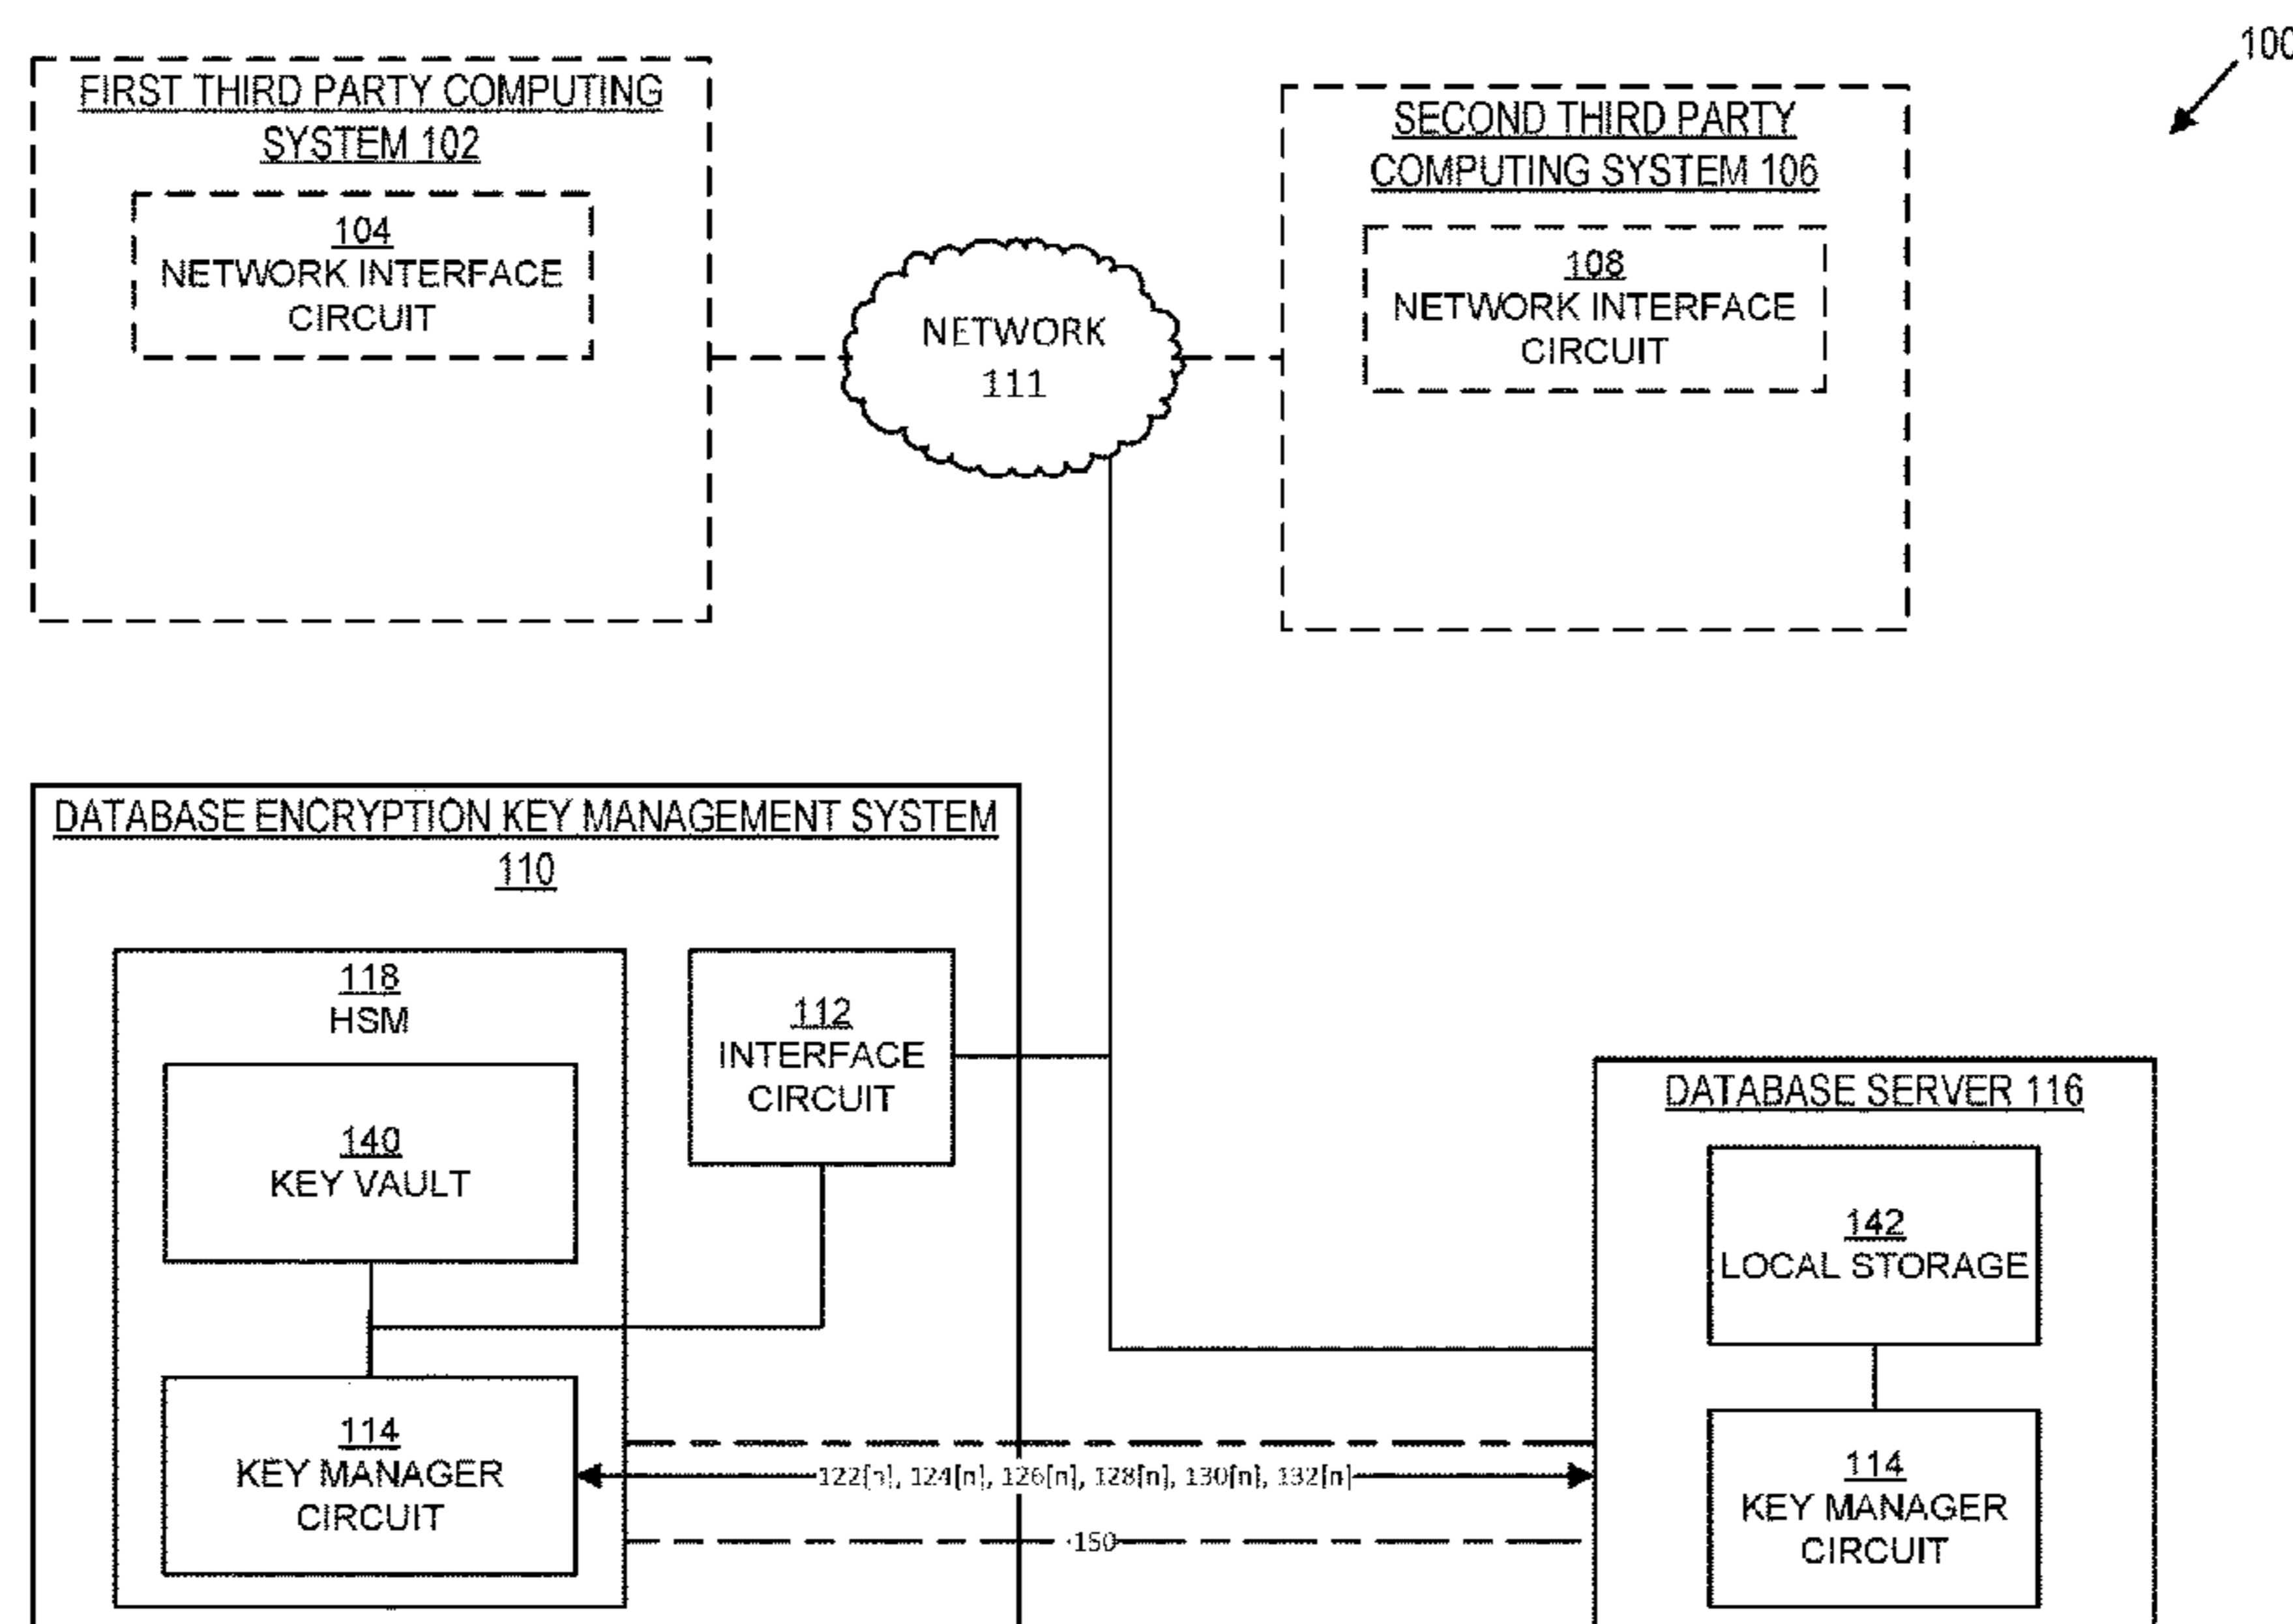 100
FIRST THIRD PARTY COMPUTING
SYSTEM 102
104
NETWORK INTERFACE
CIRCUIT
NETWORK
111
SECOND THIRD PARTY
COMPUTING SYSTEM 106
108
NETWORK INTERFACE
CIRCUIT
DATABASE ENCRYPTION KEY MANAGEMENT SYSTEM
110
118
HSM
140
KEY VAULT
112
INTERFACE
CIRCUIT
114
KEY MANAGER
CIRCUIT
122[n], 124[n], 126[n], 128[n], 130[n], 132[n]
150
DATABASE SERVER 116
142
LOCAL STORAGE
114
KEY MANAGER
CIRCUIT